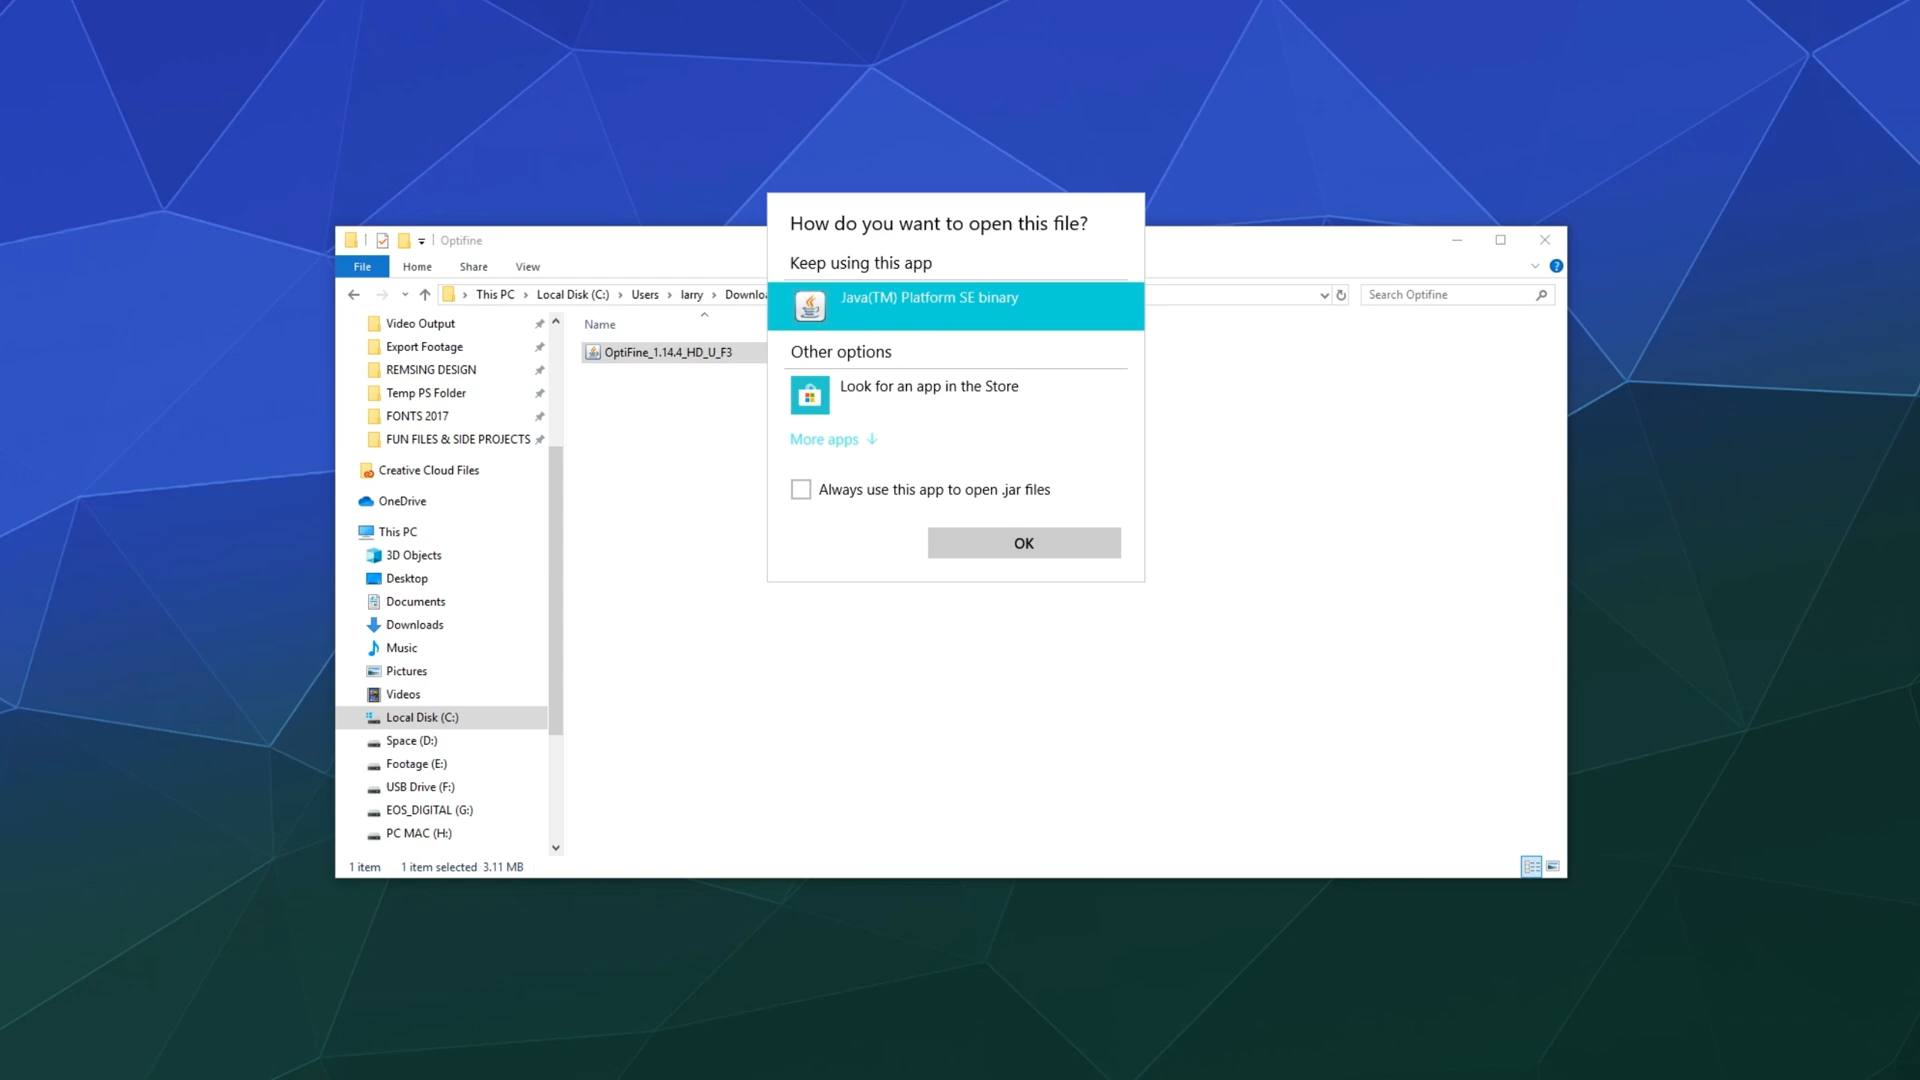 Optifine
File Home Share View
This PC Local Disk (C:) Users larry
Search Optifine
Video Output
Export Footage
REMSING DESIGN
Temp PS Folder
FONTS 2017
FUN FILES & SIDE PROJECTS
Creative Cloud Files
OneDrive
This PC
3D Objects
Desktop
Documents
Downloads
Music
Pictures
Videos
Local Disk (C:)
Space (D:)
Footage (E:)
USB Drive (F:)
EOS_DIGITAL (G:)
PC MAC (H:)
Name
OptiFine_1.14.4_HD_U_F3
1 item 1 item selected 3.11 MB
How do you want to open this file?
Keep using this app
Java(TM) Platform SE binary
Other options
Look for an app in the Store
More apps
Always use this app to open .jar files
OK